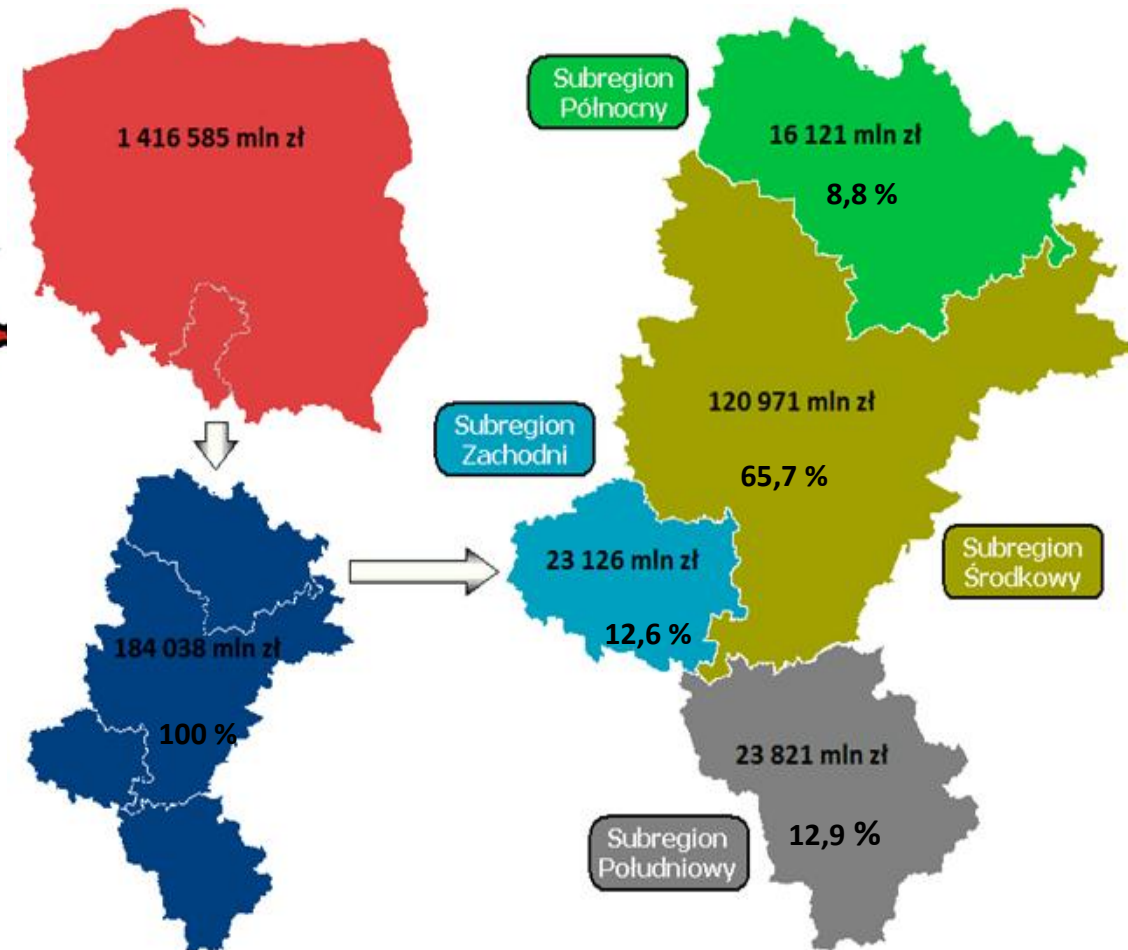 1 416 585 mln zł
184 038 mln zł
100 %
Subregion
Północny
16 121 mln zł
8,8 %
120 971 mln zł
65,7 %
Subregion
Środkowy
Subregion
Zachodni
23 126 mln zł
12,6 %
23 821 mln zł
12,9 %
Subregion
Południowy